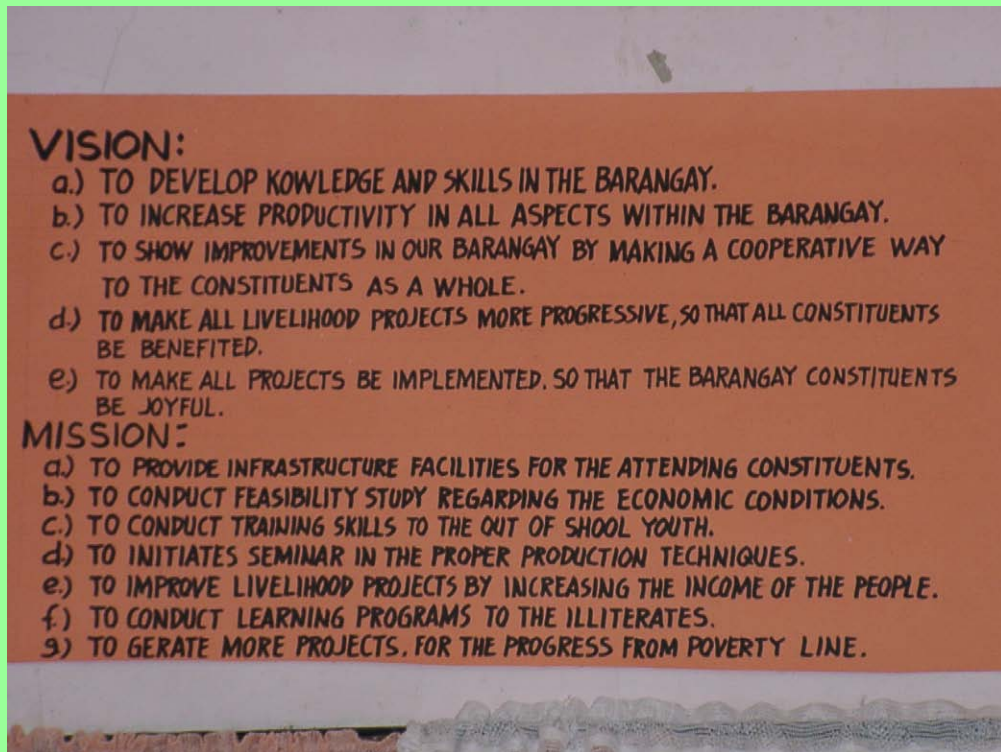 VISION:
a.) TO DEVELOP KOWLEDGE AND SKILLS IN THE BARANGAY.
b.) TO INCREASE PRODUCTIVITY IN ALL ASPECTS WITHIN THE BARANGAY.
c.) TO SHOW IMPROVEMENTS IN OUR BARANGAY BY MAKING A COOPERATIVE WAY
TO THE CONSTITUENTS AS A WHOLE.
d.) TO MAKE ALL LIVELIHOOD PROJECTS MORE PROGRESSIVE, SO THAT ALL CONSTITUENTS
BE BENEFITED.
e.) TO MAKE ALL PROJECTS BE IMPLEMENTED. SO THAT THE BARANGAY CONSTITUENTS
BE JOYFUL.
MISSION:
a.) TO PROVIDE INFRASTRUCTURE FACILITIES FOR THE ATTENDING CONSTITUENTS.
b.) TO CONDUCT FEASIBILITY STUDY REGARDING THE ECONOMIC CONDITIONS.
c.) TO CONDUCT TRAINING SKILLS TO THE OUT OF SHOOL YOUTH.
d.) TO INITIATES SEMINAR IN THE PROPER PRODUCTION TECHNIQUES.
e.) TO IMPROVE LIVELIHOOD PROJECTS BY INCREASING THE INCOME OF THE PEOPLE.
f.) TO CONDUCT LEARNING PROGRAMS TO THE ILLITERATES.
g.) TO GERATE MORE PROJECTS. FOR THE PROGRESS FROM POVERTY LINE.